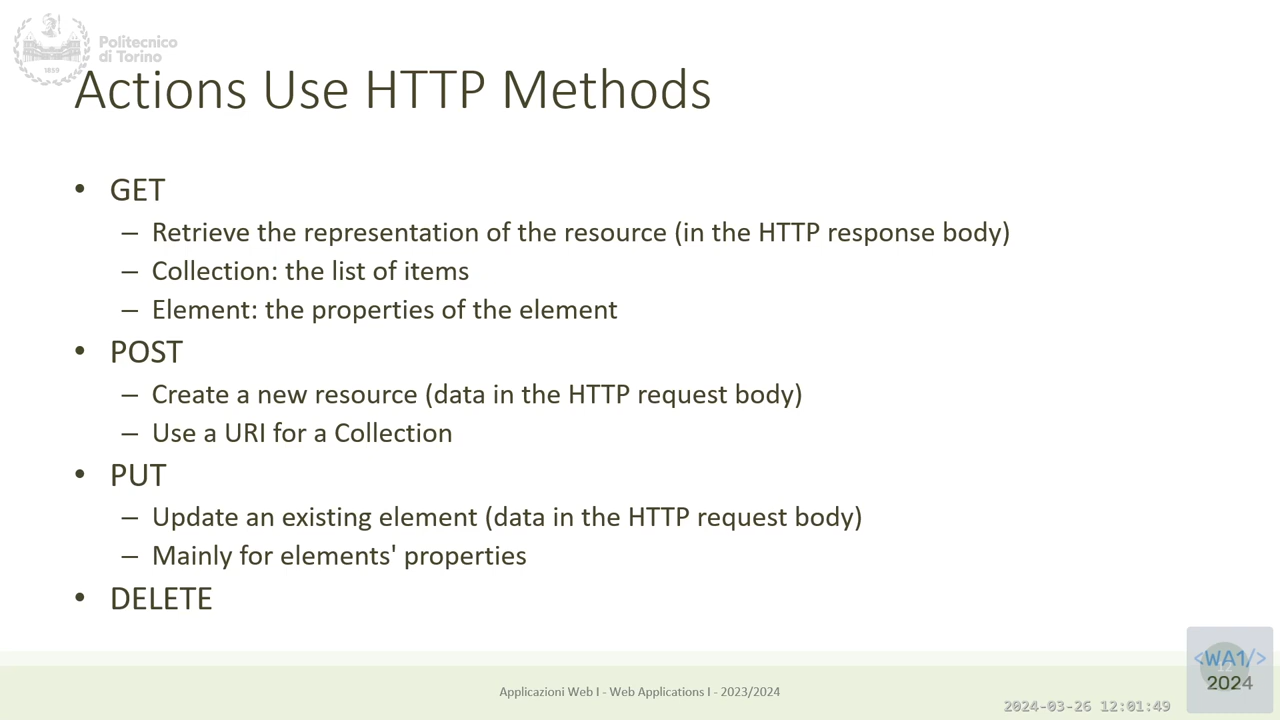 Politecnico
di Torino
1859
Actions Use HTTP Methods
• GET
– Retrieve the representation of the resource (in the HTTP response body)
– Collection: the list of items
– Element: the properties of the element
• POST
– Create a new resource (data in the HTTP request body)
– Use a URI for a Collection
• PUT
– Update an existing element (data in the HTTP request body)
– Mainly for elements' properties
• DELETE
Applicazioni Web I - Web Applications I - 2023/2024
<WA1/>
2024
2024-03-26 12:01:49